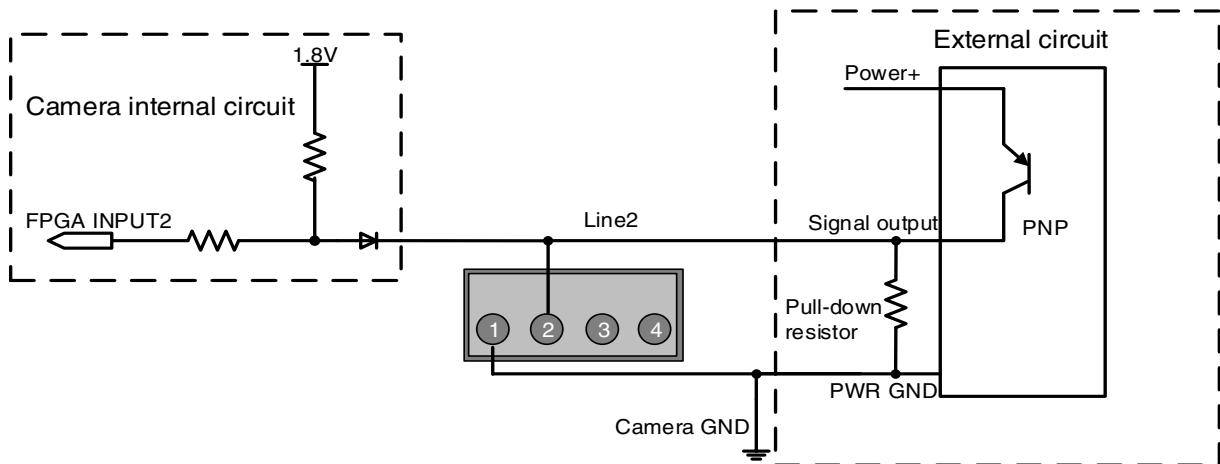 External circuit
1.8V
Power+
Camera internal circuit
FPGA INPUT2
Line2
Signal output
PNP
1 2 3 4
Pull-down
resistor
PWR GND
Camera GND